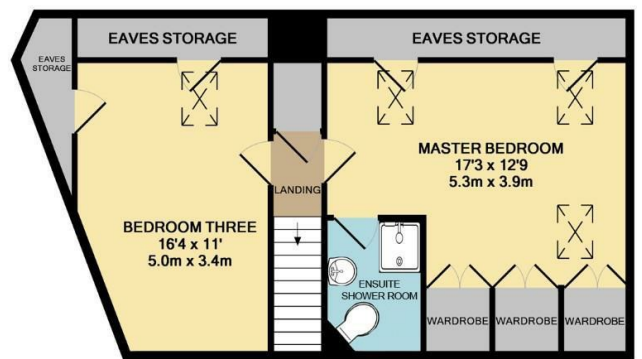 EAVES STORAGE
EAVES STORAGE
EAVES
STORAGE
MASTER BEDROOM
17'3 x 12'9
5.3m x 3.9m
LANDING
BEDROOM THREE
16'4 x 11'
5.0m x 3.4m
ENSUITE
SHOWER ROOM
WARDROBE
WARDROBE
WARDROBE